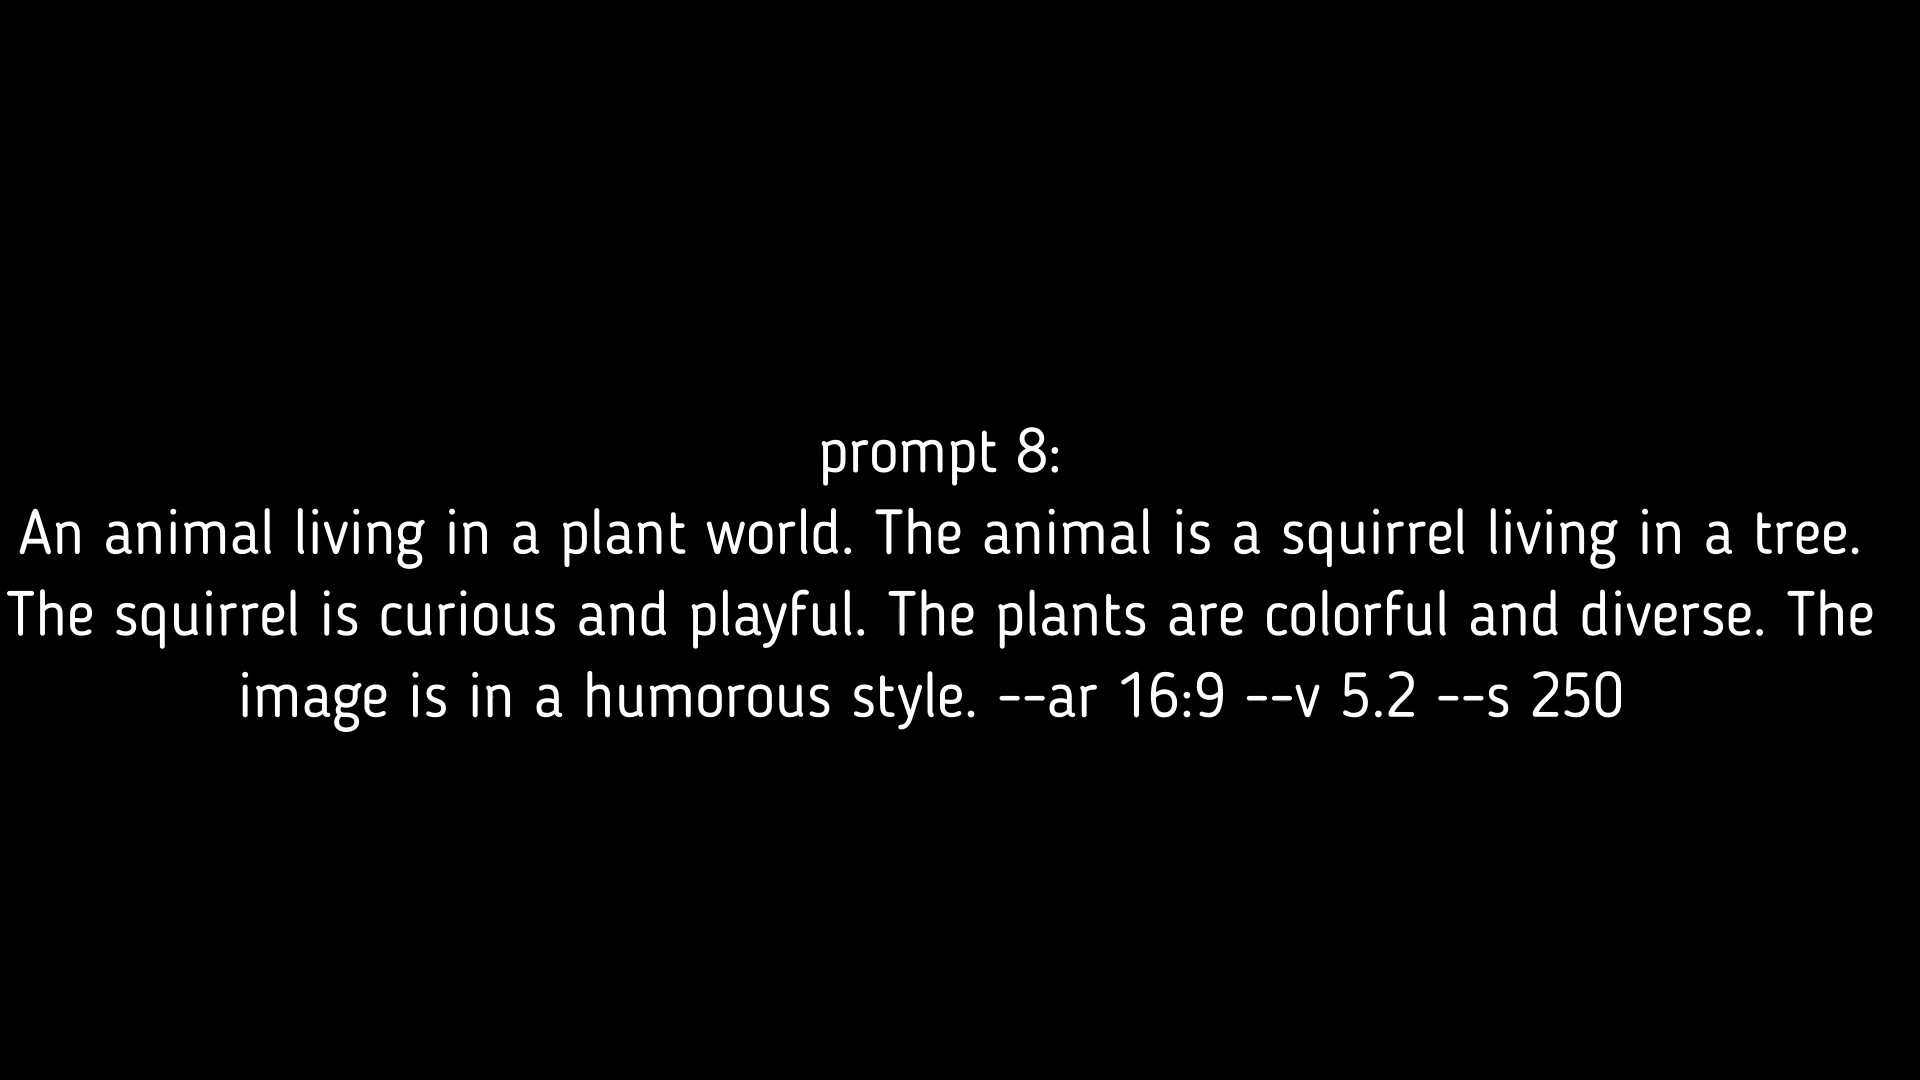 prompt 8:
An animal living in a plant world. The animal is a squirrel living in a tree.
The squirrel is curious and playful. The plants are colorful and diverse. The
image is in a humorous style. --ar 16:9 --v 5.2 --s 250